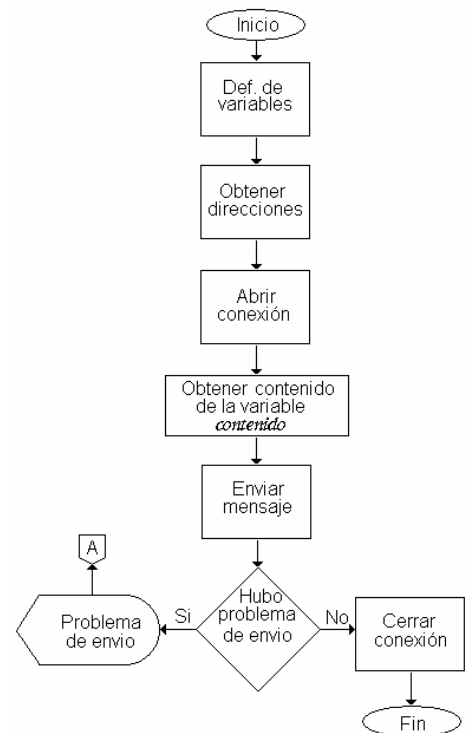 Inicio
Def. de
variables
Obtener
direcciones
Abrir
conexión
Obtener contenido
de la variable
contenido
Enviar
mensaje
A
Hubo
problema
de envio
Si
No
Problema
de envio
Cerrar
conexión
Fin